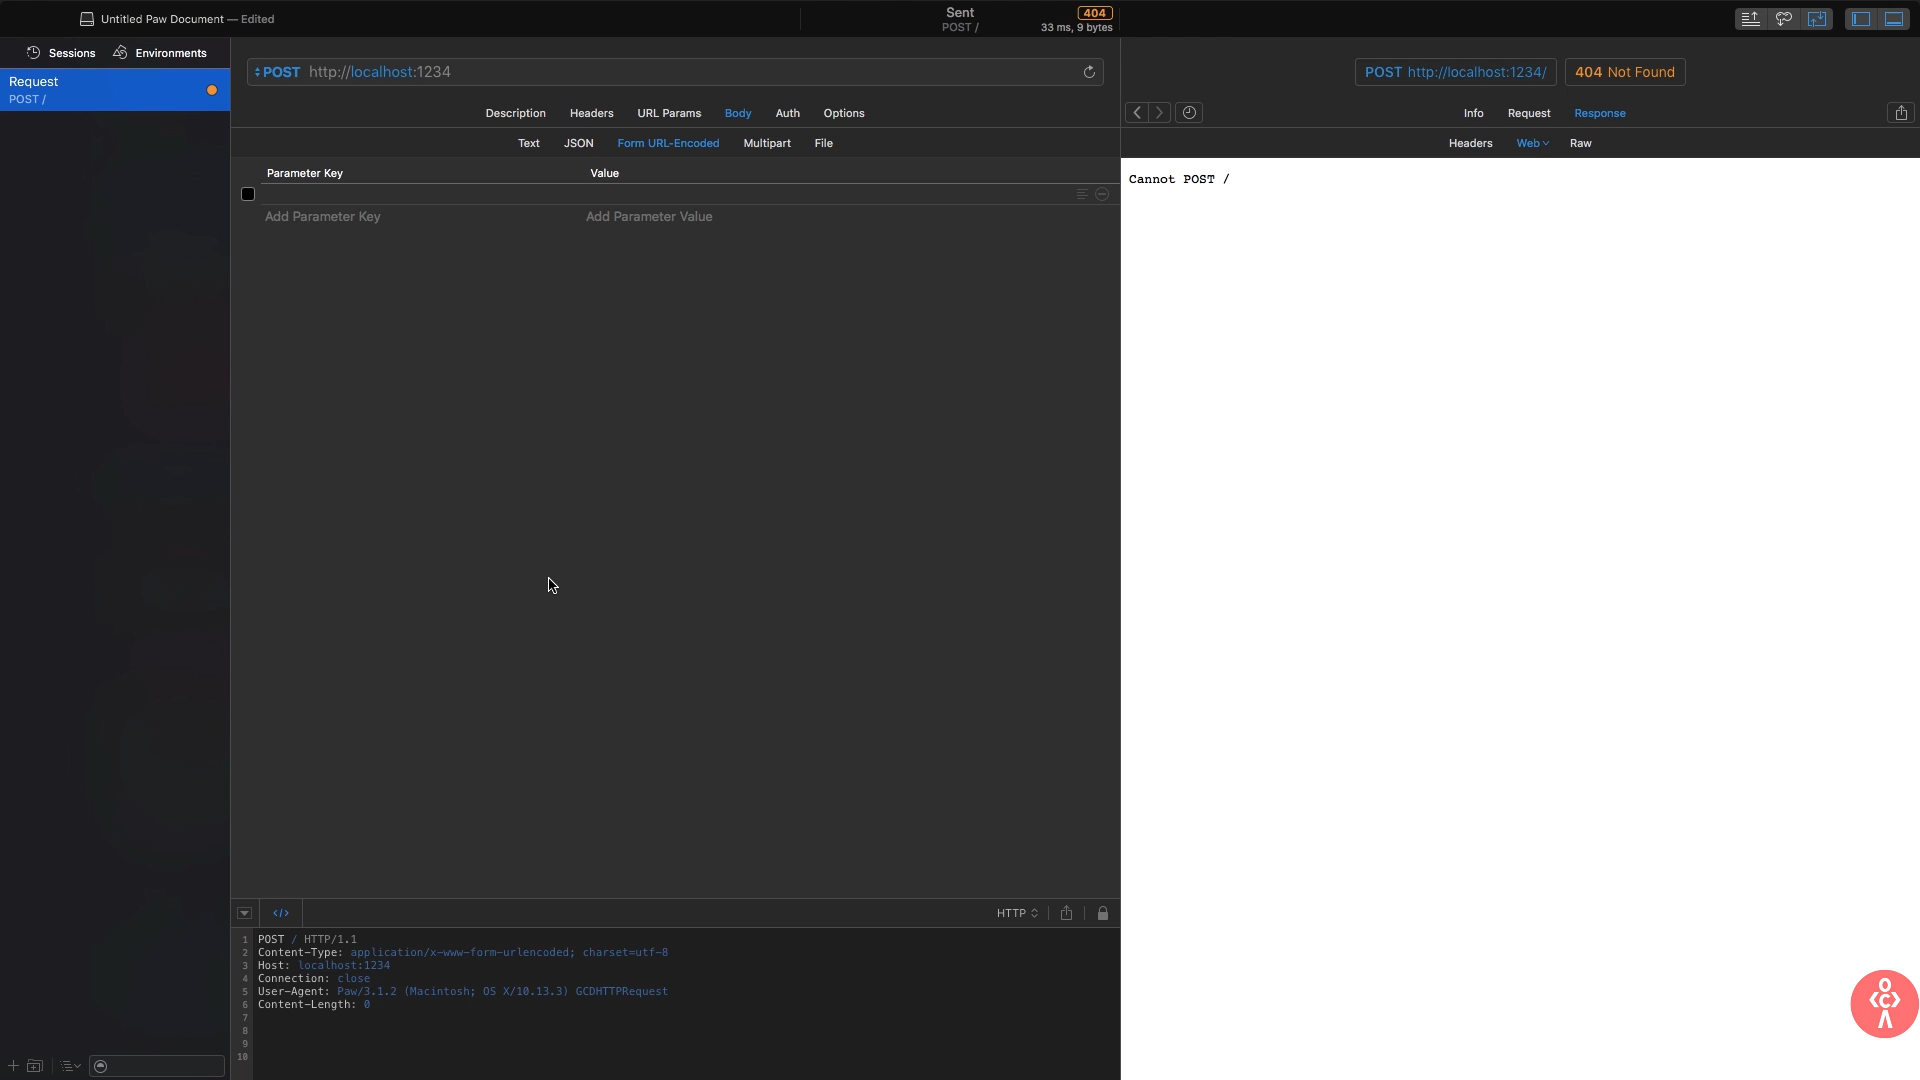 Untitled Paw Document — Edited
Sent
POST /
404
33 ms, 9 bytes
Sessions
Environments
Request
POST /
POST http://localhost:1234
Description Headers URL Params Body Auth Options
Text JSON Form URL-Encoded Multipart File
Parameter Key Value
Add Parameter Key Add Parameter Value
POST http://localhost:1234/
404 Not Found
Info Request Response
Headers Web Raw
Cannot POST /
</> HTTP
1 POST / HTTP/1.1
2 Content-Type: application/x-www-form-urlencoded; charset=utf-8
3 Host: localhost:1234
4 Connection: close
5 User-Agent: Paw/3.1.2 (Macintosh; OS X/10.13.3) GCDHTTPRequest
6 Content-Length: 0
7
8
9
10